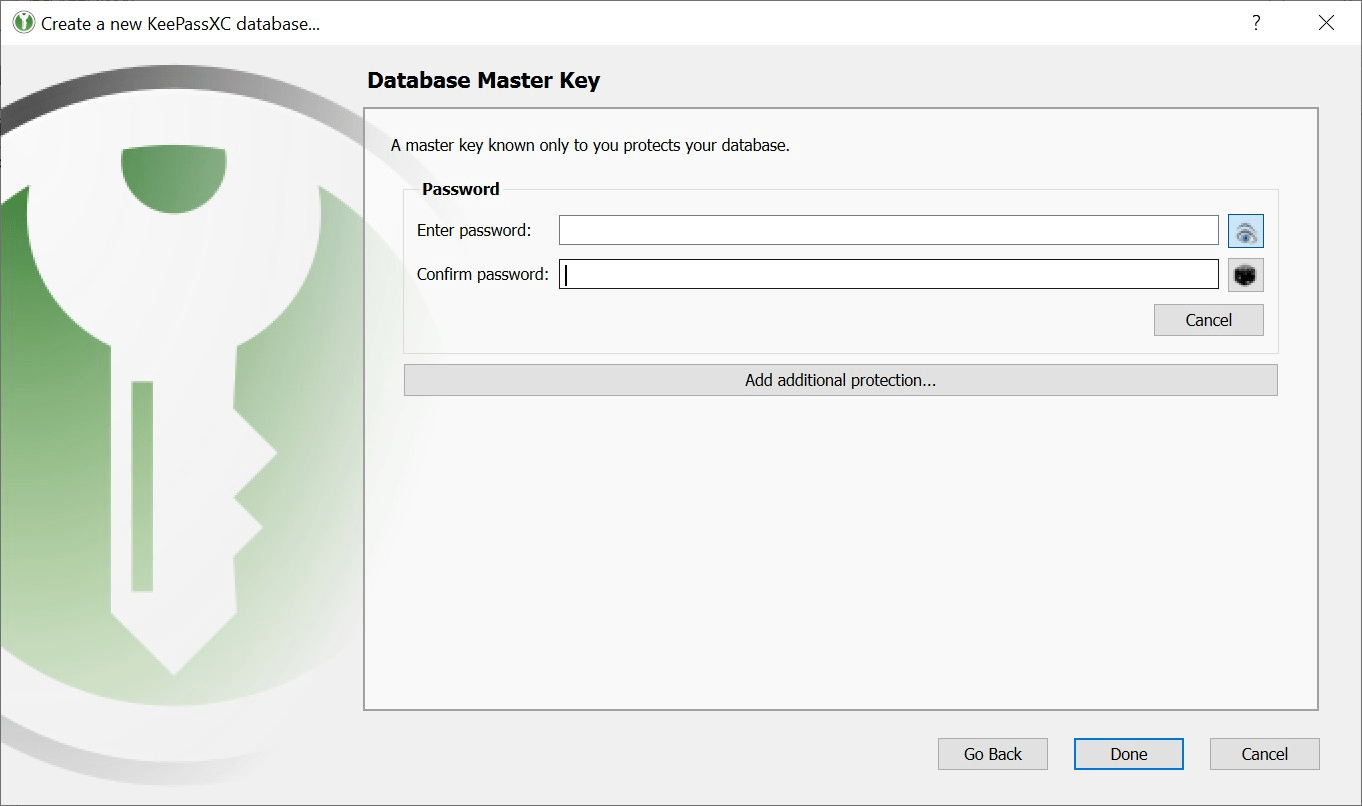 Create a new KeePassXC database...
?
Database Master Key
A master key known only to you protects your database.
Password
Enter password:
Confirm password:
Cancel
Add additional protection...
Go Back
Done
Cancel